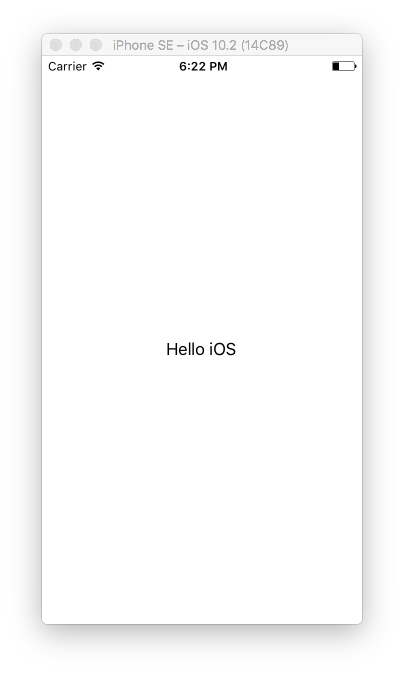 iPhone SE – iOS 10.2 (14C89)
Carrier 6:22 PM
Hello iOS